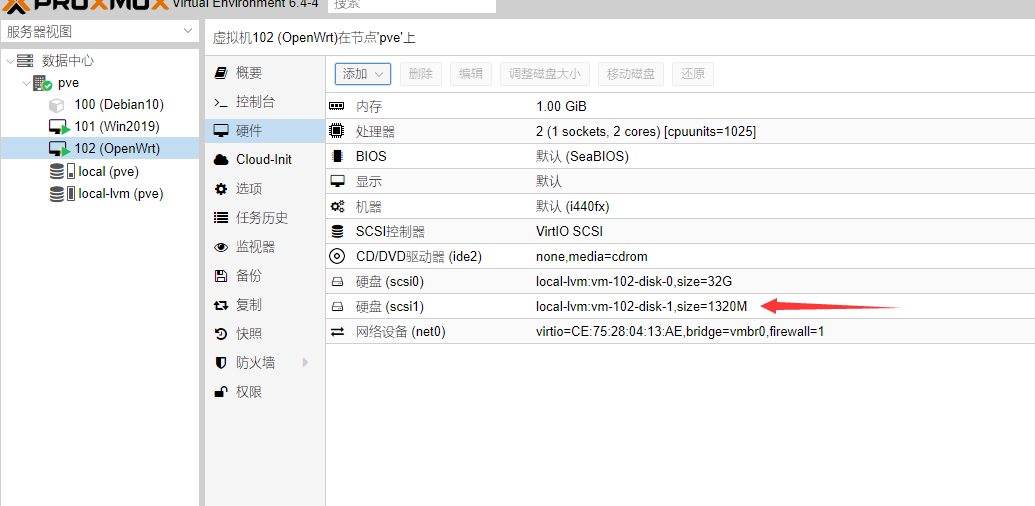 PROXMOX Virtual Environment 6.4-4 搜索
服务器视图
数据中心
pve
100 (Debian10)
101 (Win2019)
102 (OpenWrt)
local (pve)
local-lvm (pve)
虚拟机102 (OpenWrt)在节点'pve'上
概要
控制台
硬件
Cloud-Init
选项
任务历史
监视器
备份
复制
快照
防火墙
权限
添加 删除 编辑 调整磁盘大小 移动磁盘 还原
内存 1.00 GiB
处理器 2 (1 sockets, 2 cores) [cpuunits=1025]
BIOS 默认 (SeaBIOS)
显示 默认
机器 默认 (i440fx)
SCSI控制器 VirtIO SCSI
CD/DVD驱动器 (ide2) none,media=cdrom
硬盘 (scsi0) local-lvm:vm-102-disk-0,size=32G
硬盘 (scsi1) local-lvm:vm-102-disk-1,size=1320M
网络设备 (net0) virtio=CE:75:28:04:13:AE,bridge=vmbr0,firewall=1